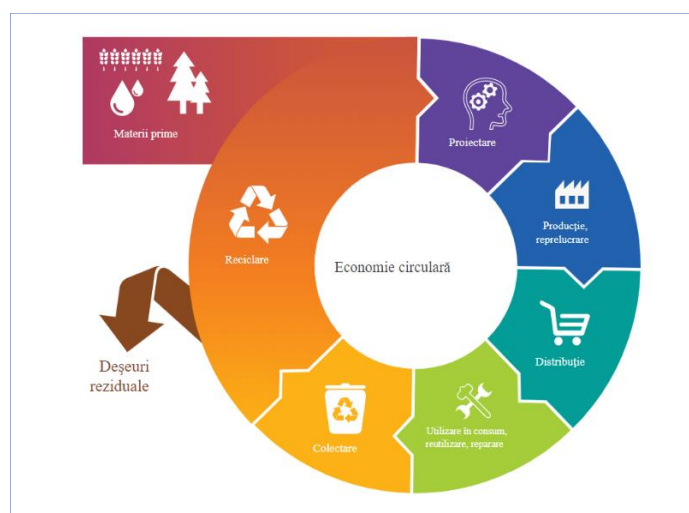 Materii prime
Proiectare
Producție,
reprelucrare
Distribuție
Utilizare în consum,
reutilizare, reparare
Colectare
Reciclare
Deșeuri
reziduale
Economie circulară